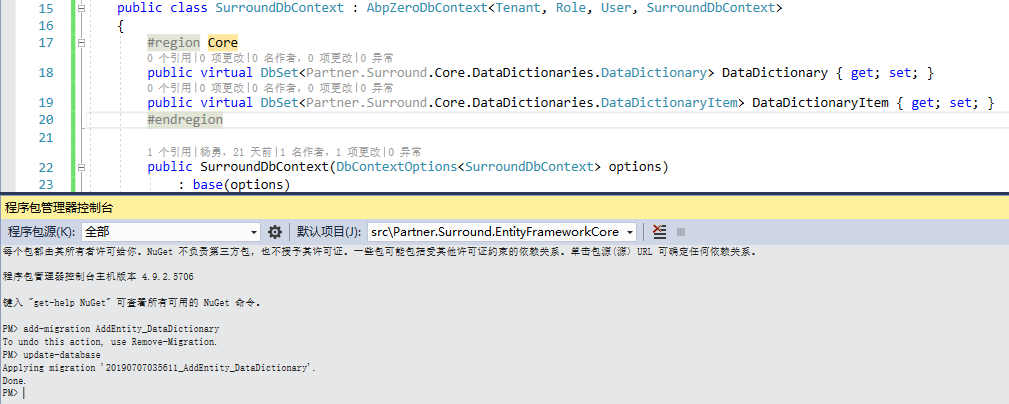 15 public class SurroundDbContext : AbpZeroDbContext<Tenant, Role, User, SurroundDbContext>
16 {
17 #region Core
0 个引用|0 项更改|0 名作者, 0 项更改|0 异常
18 public virtual DbSet<Partner.Surround.Core.DataDictionaries.DataDictionary> DataDictionary { get; set; }
0 个引用|0 项更改|0 名作者, 0 项更改|0 异常
19 public virtual DbSet<Partner.Surround.Core.DataDictionaries.DataDictionaryItem> DataDictionaryItem { get; set; }
20 #endregion
21
1 个引用|杨勇, 21 天前|1 名作者, 1 项更改|0 异常
22 public SurroundDbContext(DbContextOptions<SurroundDbContext> options)
23 : base(options)
程序包管理器控制台
程序包源(K): 全部 默认项目(J): src\Partner.Surround.EntityFrameworkCore
每个包都由其所有者许可给你。NuGet 不负责第三方包，也不授予其许可证。一些包可能包括受其他许可证约束的依赖关系。单击包源(源) URL 可确定任何依赖关系。
程序包管理器控制台主机版本 4.9.2.5706
键入 "get-help NuGet" 可查看所有可用的 NuGet 命令。
PM> add-migration AddEntity_DataDictionary
To undo this action, use Remove-Migration.
PM> update-database
Applying migration '20190707035611_AddEntity_DataDictionary'.
Done.
PM>